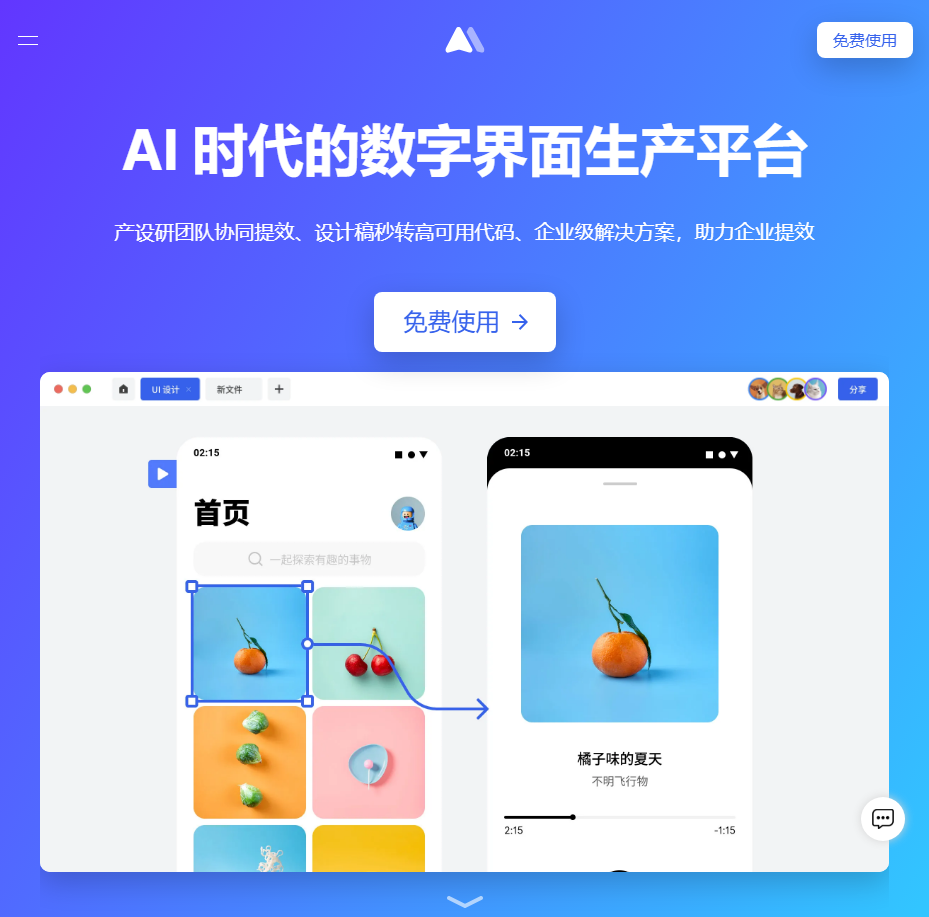 免费使用
AI 时代的数字界面生产平台
产设研团队协同提效、设计稿秒转高可用代码、企业级解决方案，助力企业提效
免费使用
UI 设计
新文件
分享
02:15
02:15
首页
一起探索有趣的事物
橘子味的夏天
不明飞行物
2:15
-1:15